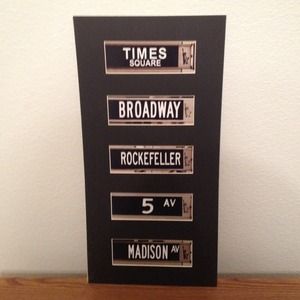 TIMES
SQUARE
BROADWAY
ROCKEFELLER
5 AV
MADISON AV